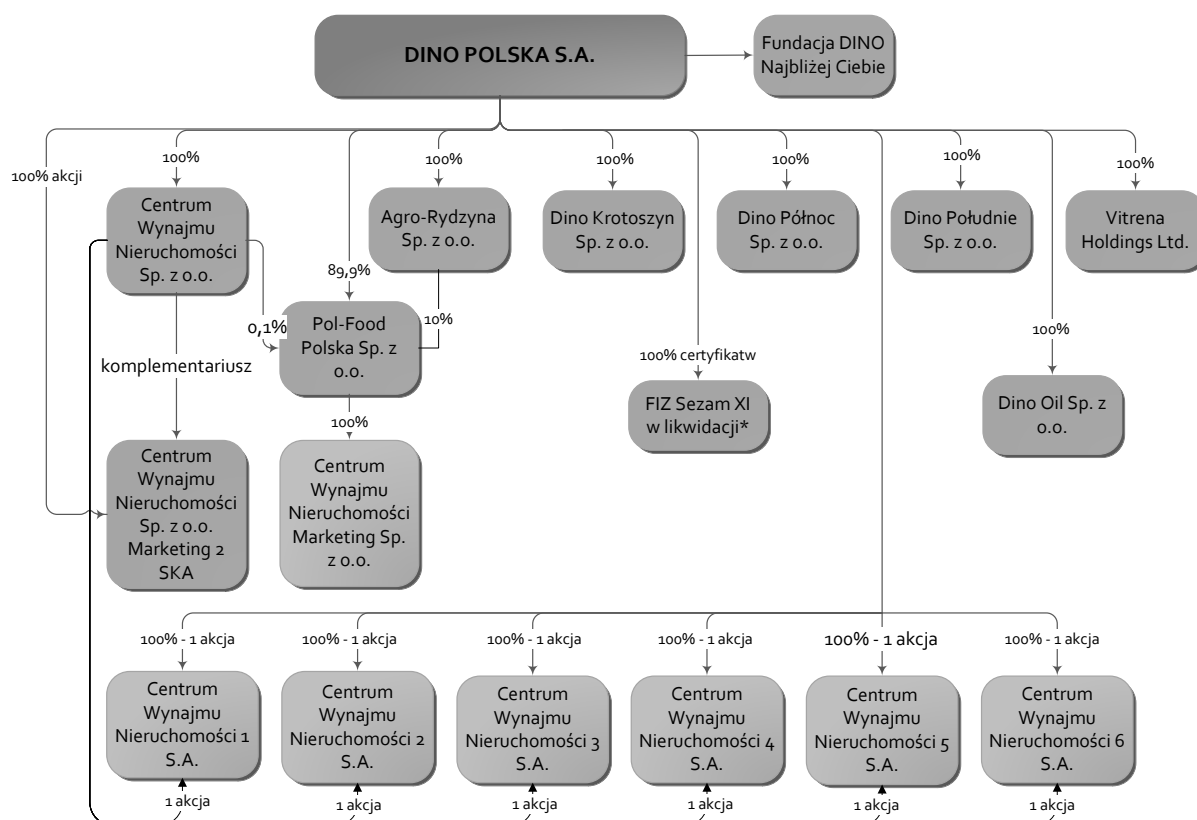 DINO POLSKA S.A.
Fundacja DINO
Najbliżej Ciebie
100% akcji
100%
100%
100%
100%
100%
100%
Centrum
Wynajmu
Nieruchomości
Sp. z o.o.
Agro-Rydzyna
Sp. z o.o.
Dino Krotoszyn
Sp. z o.o.
Dino Północ
Sp. z o.o.
Dino Południe
Sp. z o.o.
Vitrena
Holdings Ltd.
89,9%
0,1%
10%
Pol-Food
Polska Sp. z
o.o.
komplementariusz
100% certyfikatw
100%
FIZ Sezam XI
w likwidacji*
Dino Oil Sp. z
o.o.
100%
Centrum
Wynajmu
Nieruchomości
Sp. z o.o.
Marketing 2
SKA
Centrum
Wynajmu
Nieruchomości
Marketing Sp.
z o.o.
100% - 1 akcja
100% - 1 akcja
100% - 1 akcja
100% - 1 akcja
100% - 1 akcja
100% - 1 akcja
Centrum
Wynajmu
Nieruchomości 1
S.A.
Centrum
Wynajmu
Nieruchomości 2
S.A.
Centrum
Wynajmu
Nieruchomości 3
S.A.
Centrum
Wynajmu
Nieruchomości 4
S.A.
Centrum
Wynajmu
Nieruchomości 5
S.A.
Centrum
Wynajmu
Nieruchomości 6
S.A.
1 akcja
1 akcja
1 akcja
1 akcja
1 akcja
1 akcja